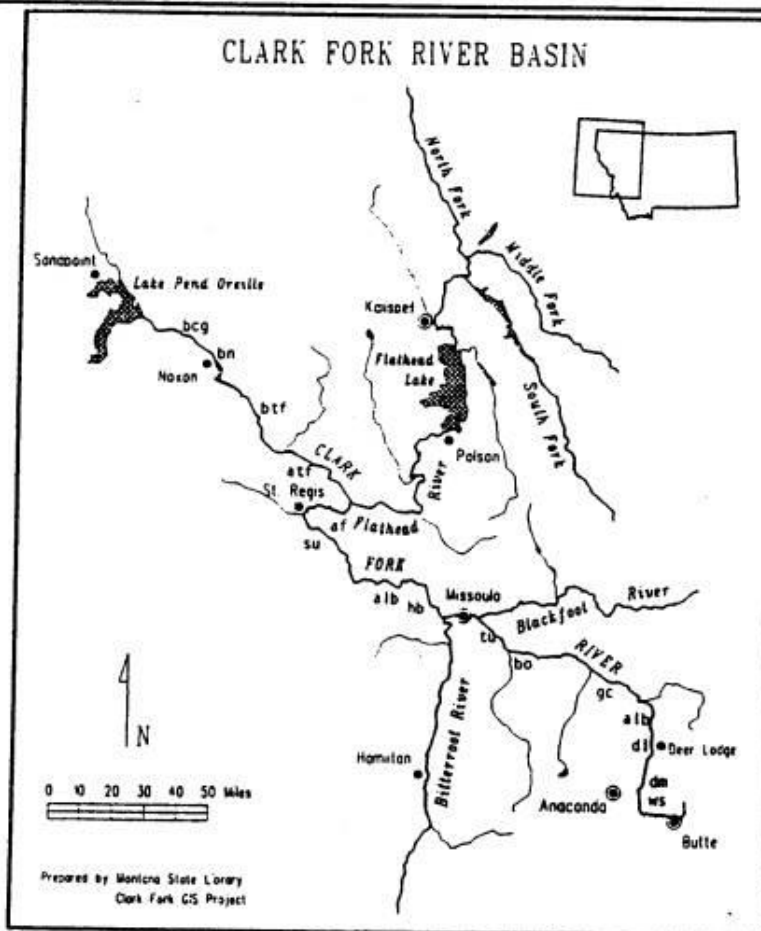 CLARK FORK RIVER BASIN
North Fork
Middle Fork
Sandpoint
Lake Pend Oreille
Kalispel
bcg
bn
Noxon
Flathead
Lake
South Fork
btf
CLARK
Polson
atf
River
St. Regis
af
Flathead
su
FORK
alb
hb
Missoula
Blackfoot
River
tu
bo
RIVER
gc
alb
Bitterroot River
dl
Deer Lodge
N
Hamilton
dm
Anaconda
ws
Butte
0 10 20 30 40 50 Miles
Prepared by Montana State Library
Clark Fork GIS Project